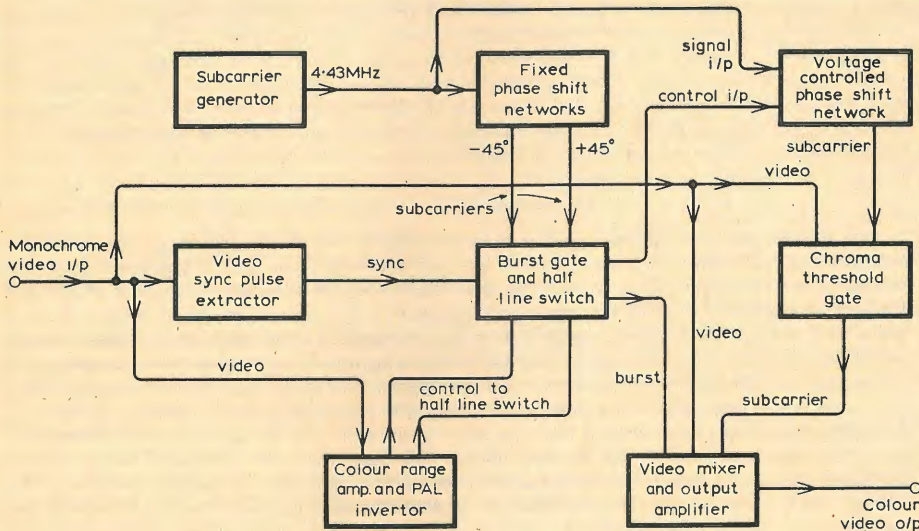 Subcarrier
generator
4·43MHz
Fixed
phase shift
networks
signal
i/p
Voltage
controlled
phase shift
network
control i/p
-45°
+45°
subcarrier
video
subcarriers
Monochrome
video i/p
Video
sync pulse
extractor
sync
Burst gate
and half
line switch
Chroma
threshold
gate
video
control to
half line switch
burst
video
subcarrier
Colour range
amp. and PAL
invertor
Video mixer
and output
amplifier
Colour
video o/p